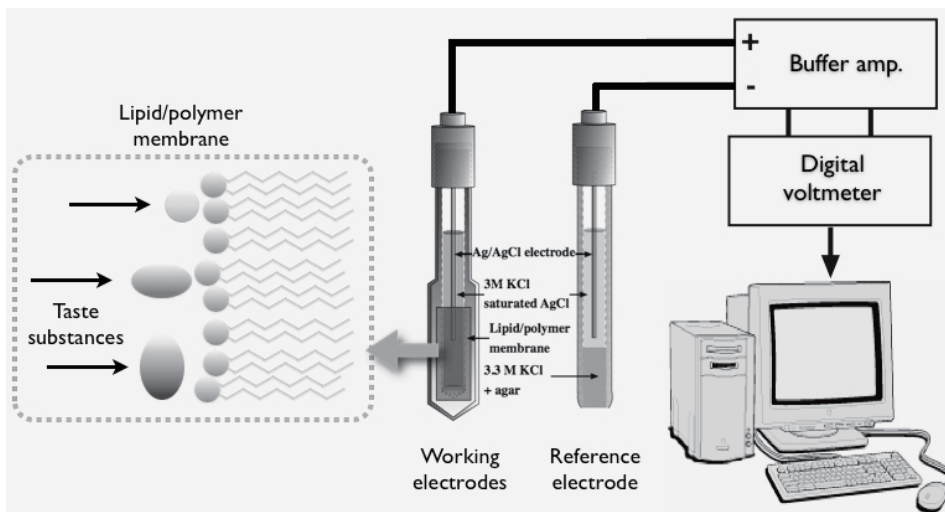 Lipid/polymer
membrane
Taste
substances
Ag/AgCl electrode
3M KCl
saturated AgCl
Lipid/polymer
membrane
3.3 M KCl
+ agar
Working
electrodes
Reference
electrode
+
-
Buffer amp.
Digital
voltmeter